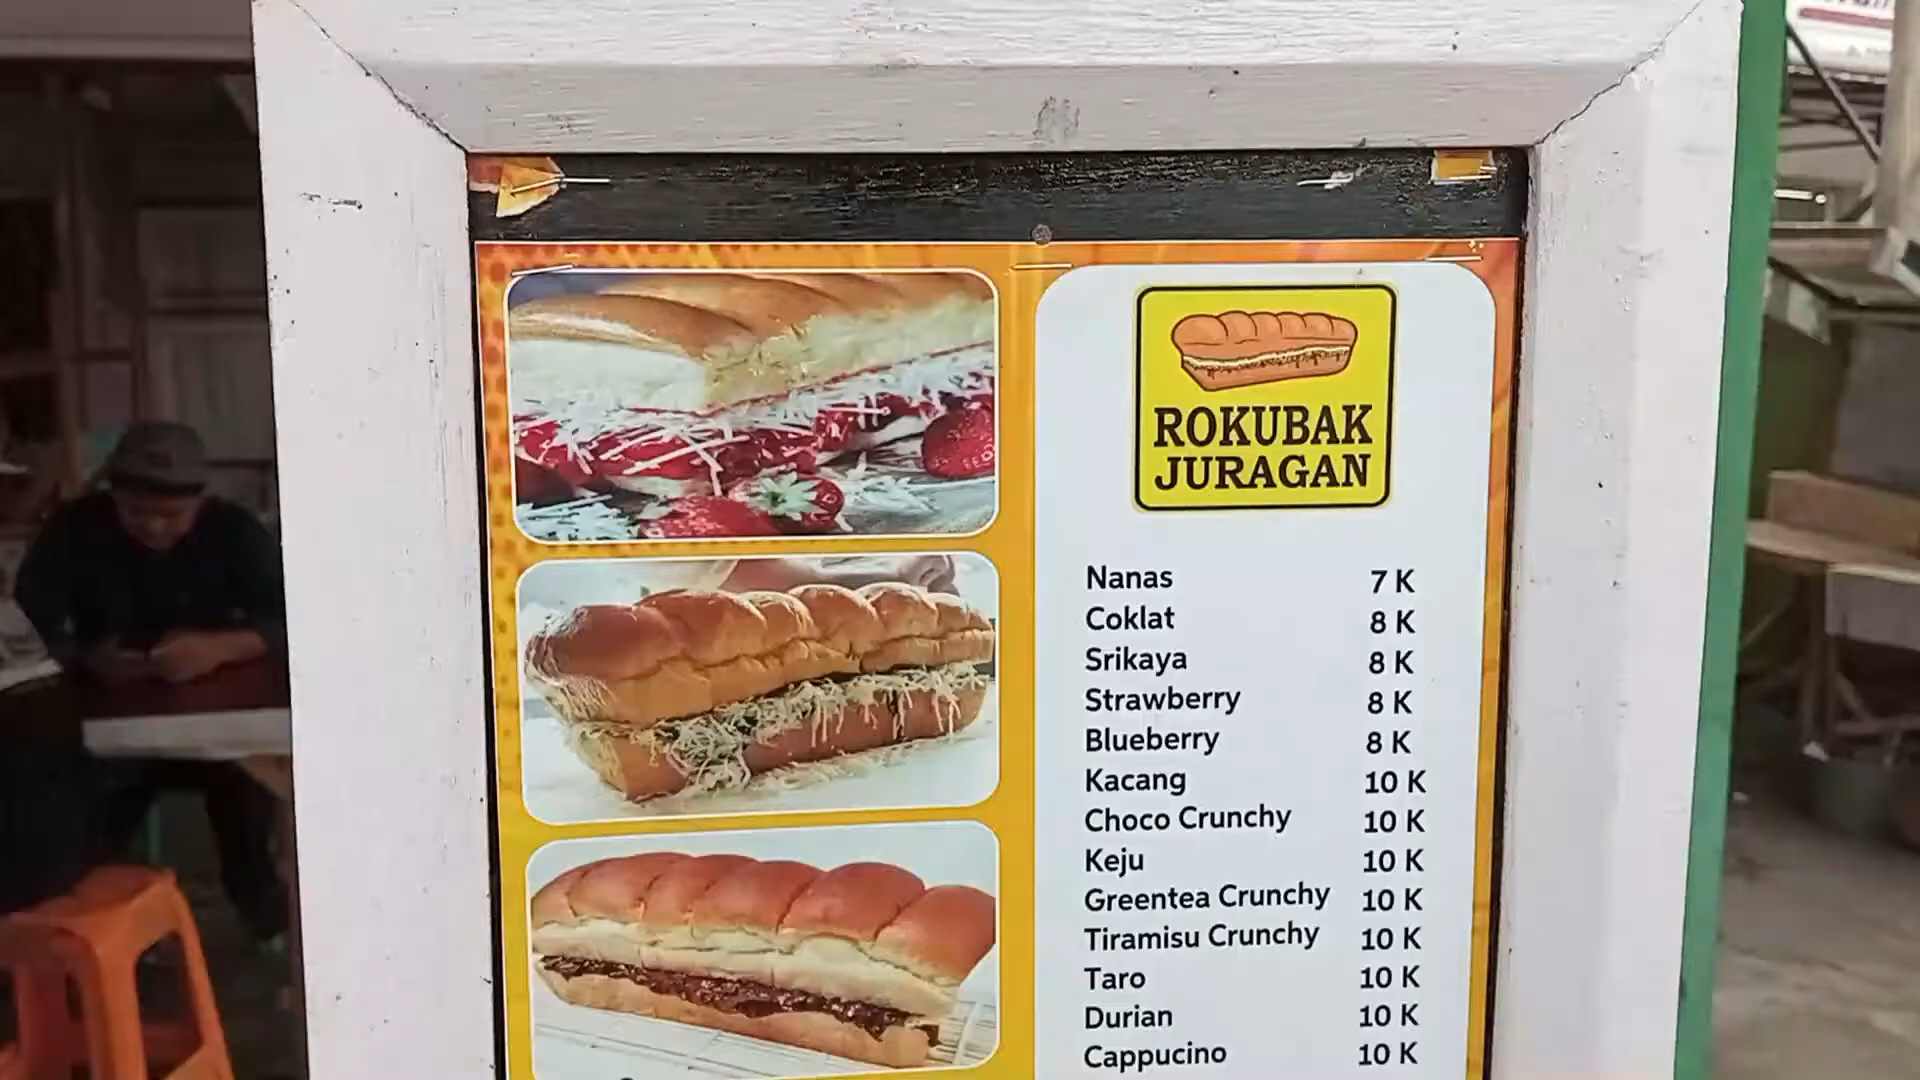 ROKUBAK
JURAGAN
Nanas 7 K
Coklat 8 K
Srikaya 8 K
Strawberry 8 K
Blueberry 8 K
Kacang 10 K
Choco Crunchy 10 K
Keju 10 K
Greentea Crunchy 10 K
Tiramisu Crunchy 10 K
Taro 10 K
Durian 10 K
Cappucino 10 K